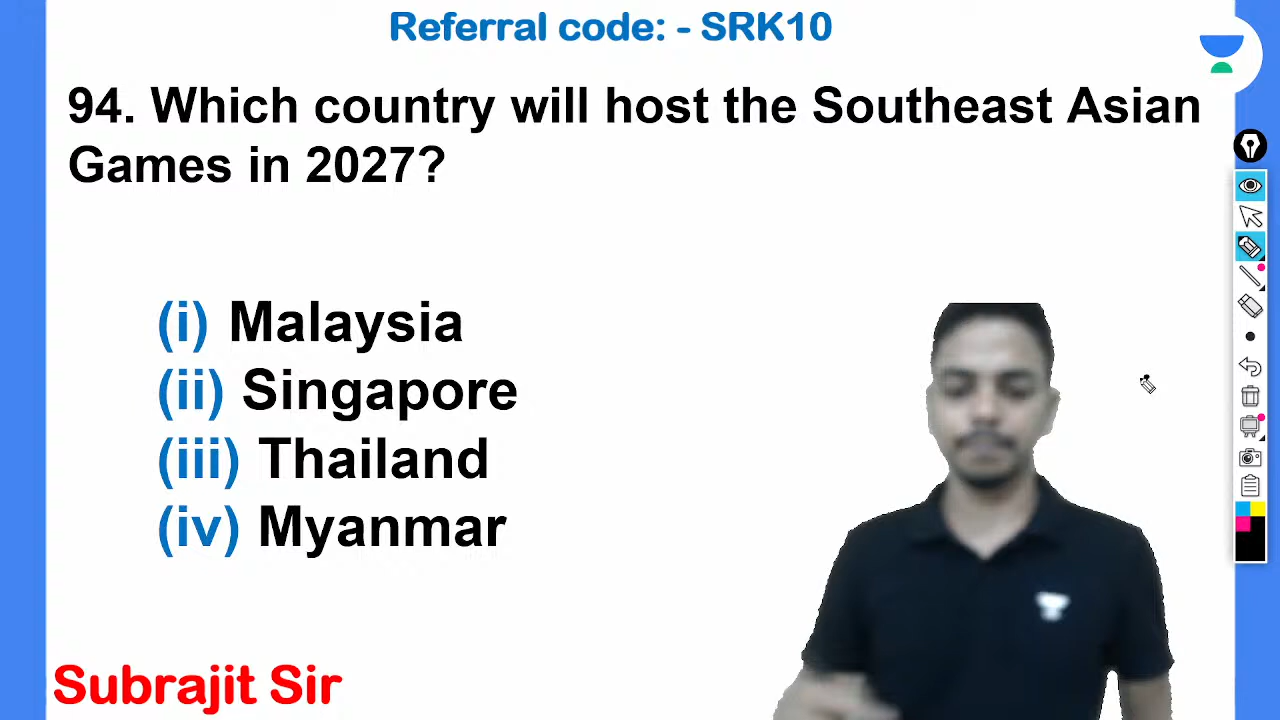 Referral code: - SRK10
94. Which country will host the Southeast Asian
Games in 2027?
(i) Malaysia
(ii) Singapore
(iii) Thailand
(iv) Myanmar
Subrajit Sir